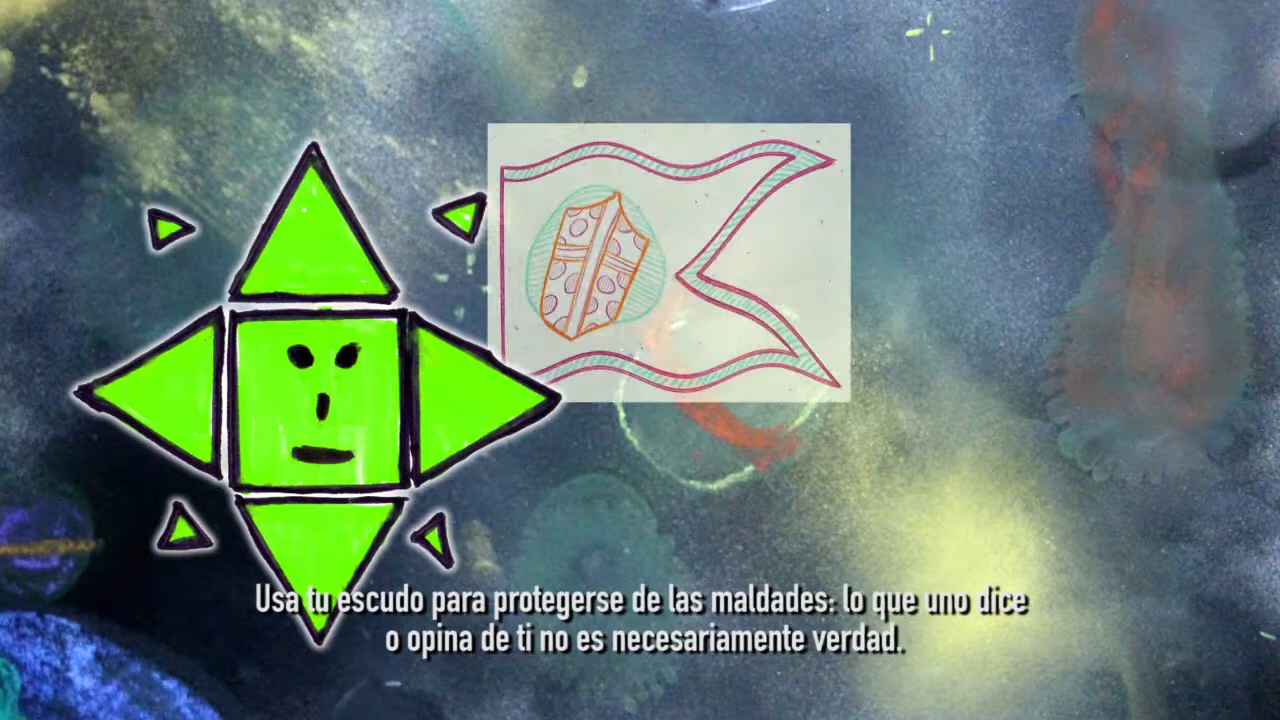 Usa tu escudo para protegerse de las maldades: lo que uno dice
o opina de ti no es necesariamente verdad.